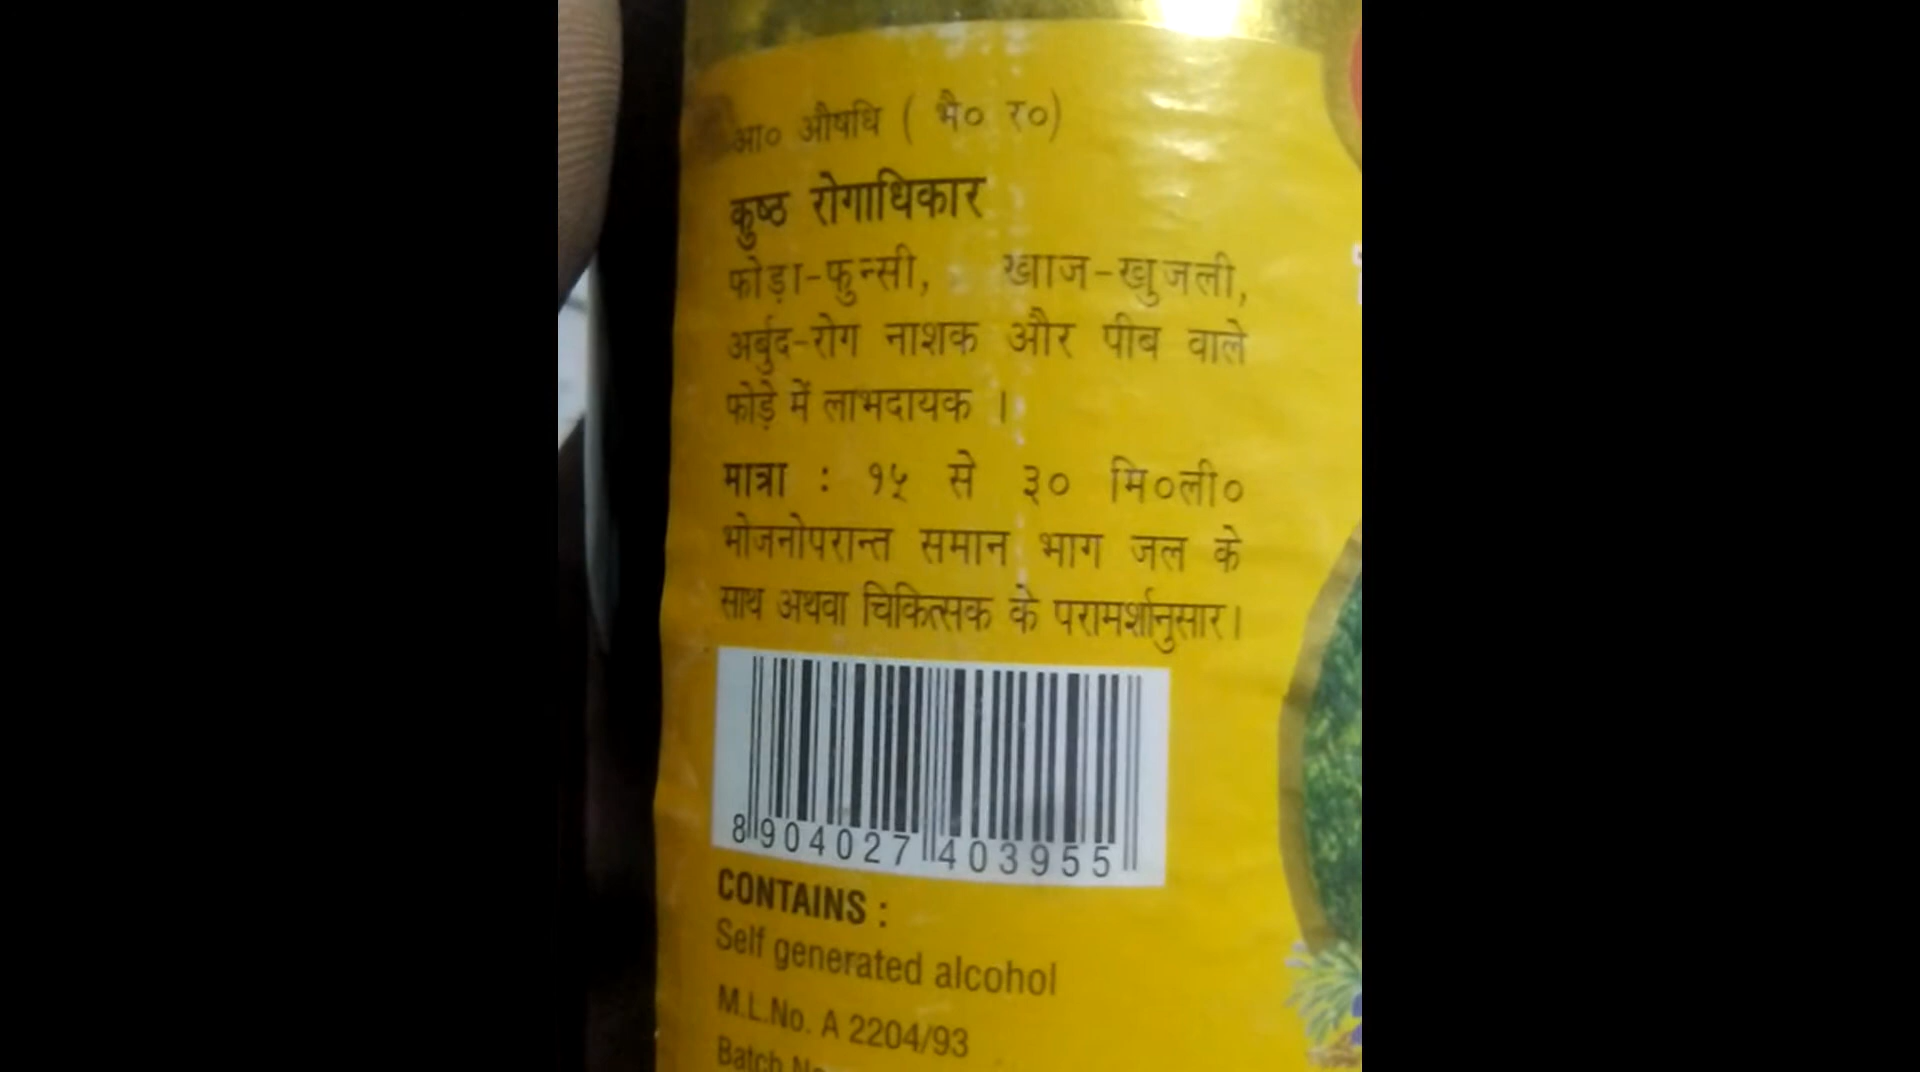 आ० औषधि ( भै० र०)
कुष्ठ रोगाधिकार
फोड़ा-फुन्सी, खाज-खुजली,
अर्बुद-रोग नाशक और पीब वाले
फोड़े में लाभदायक ।
मात्रा : १५ से ३० मि०ली०
भोजनोपरान्त समान भाग जल के
साथ अथवा चिकित्सक के परामर्शानुसार।
8 904027 403955
CONTAINS :
Self generated alcohol
M.L.No. A 2204/93
Batch